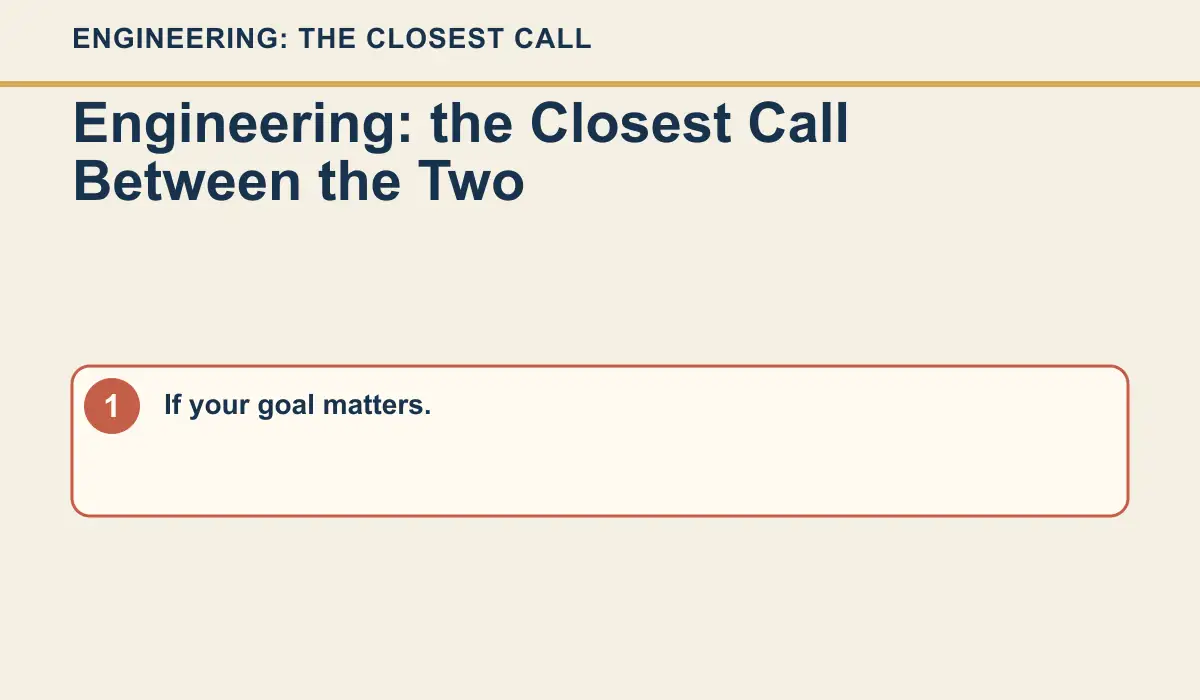 ENGINEERING: THE CLOSEST CALL
Engineering: the Closest Call
Between the Two
1 If your goal matters.